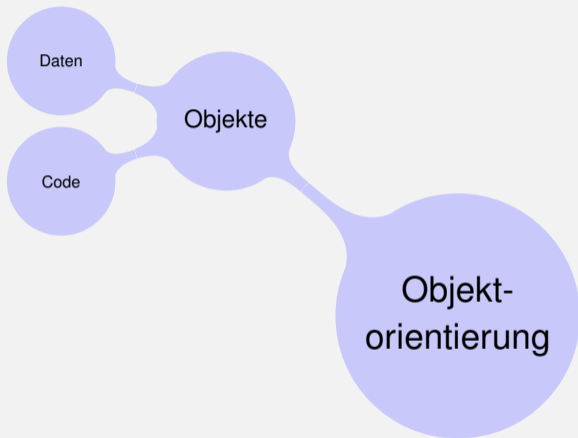 Daten
Objekte
Code
Objekt-
orientierung